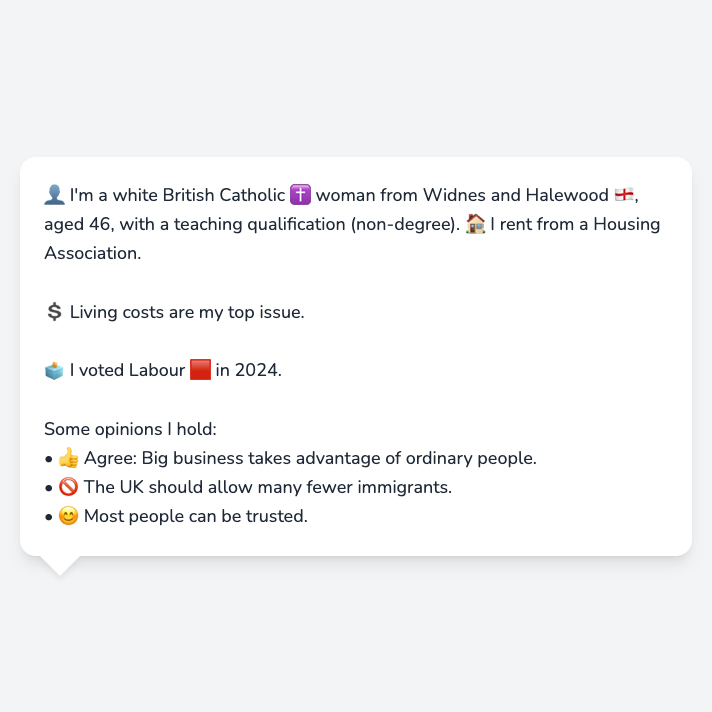 👤 I'm a white British Catholic ✝️ woman from Widnes and Halewood 🏴󠁧󠁢󠁥󠁮󠁧󠁿,
aged 46, with a teaching qualification (non-degree). 🏠 I rent from a Housing
Association.
💲 Living costs are my top issue.
🗳️ I voted Labour 🟥 in 2024.
Some opinions I hold:
• 👍 Agree: Big business takes advantage of ordinary people.
• 🚫 The UK should allow many fewer immigrants.
• 😊 Most people can be trusted.